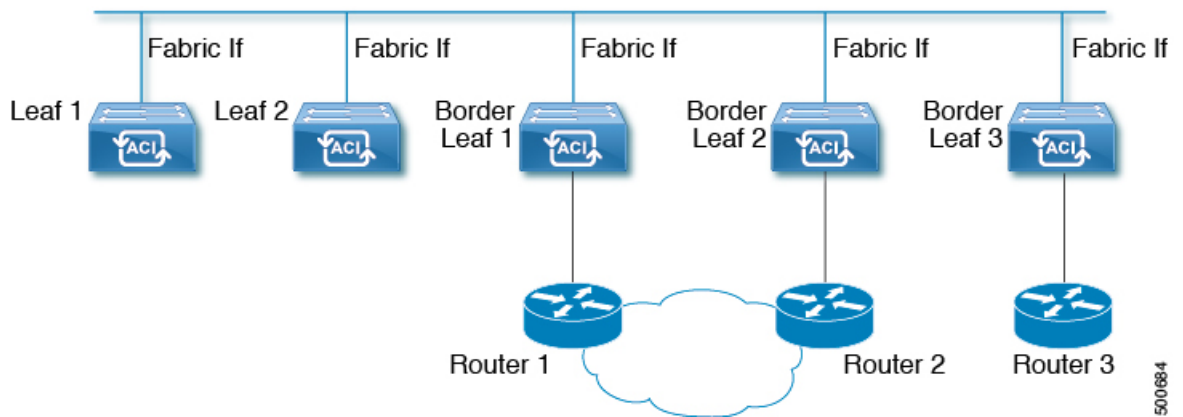 Fabric If
Fabric If
Fabric If
Fabric If
Fabric If
Leaf 1
Leaf 2
Border
Leaf 1
Border
Leaf 2
Border
Leaf 3
ACI
ACI
ACI
ACI
ACI
Router 1
Router 2
Router 3
500684